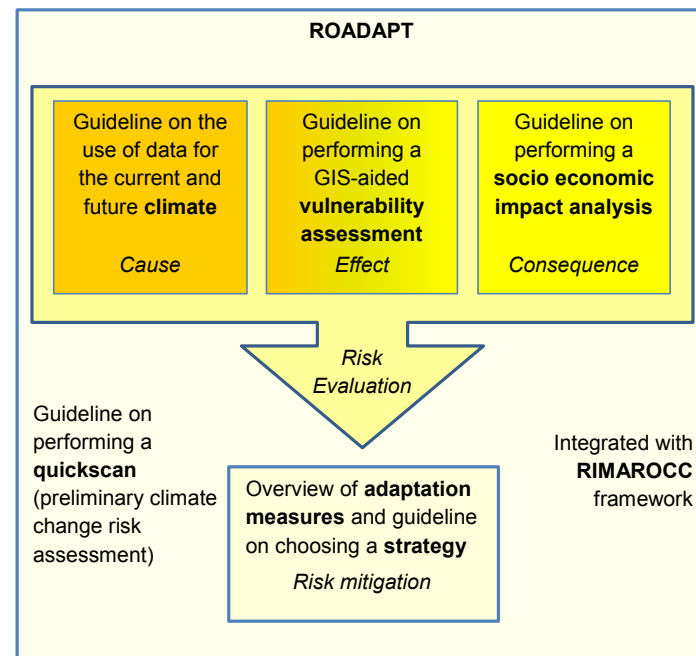 ROADAPT
Guideline on the
use of data for
the current and
future climate
Cause
Guideline on
performing a
GIS-aided
vulnerability
assessment
Effect
Guideline on
performing a
socio economic
impact analysis
Consequence
Risk
Evaluation
Guideline on
performing a
quickscan
(preliminary climate
change risk
assessment)
Integrated with
RIMAROCC
framework
Overview of adaptation
measures and guideline
on choosing a strategy
Risk mitigation